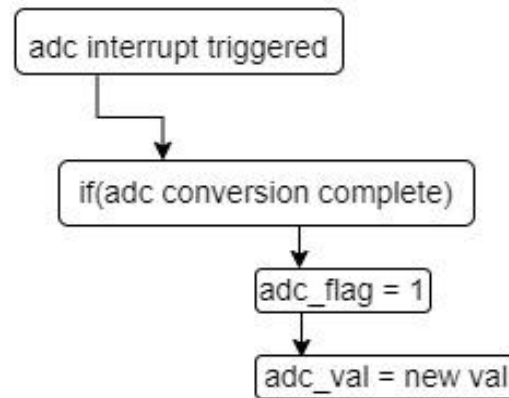 adc interrupt triggered
if(adc conversion complete)
adc_flag = 1
adc_val = new val